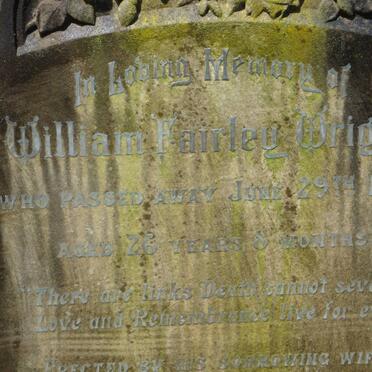 In Loving Memory of
William Fairley Wrig
WHO PASSED AWAY JUNE 29TH
AGED 26 YEARS 8 MONTHS
"There are links Death cannot seve
Love and Remembrance live for e
ERECTED BY HIS SORROWING WIF